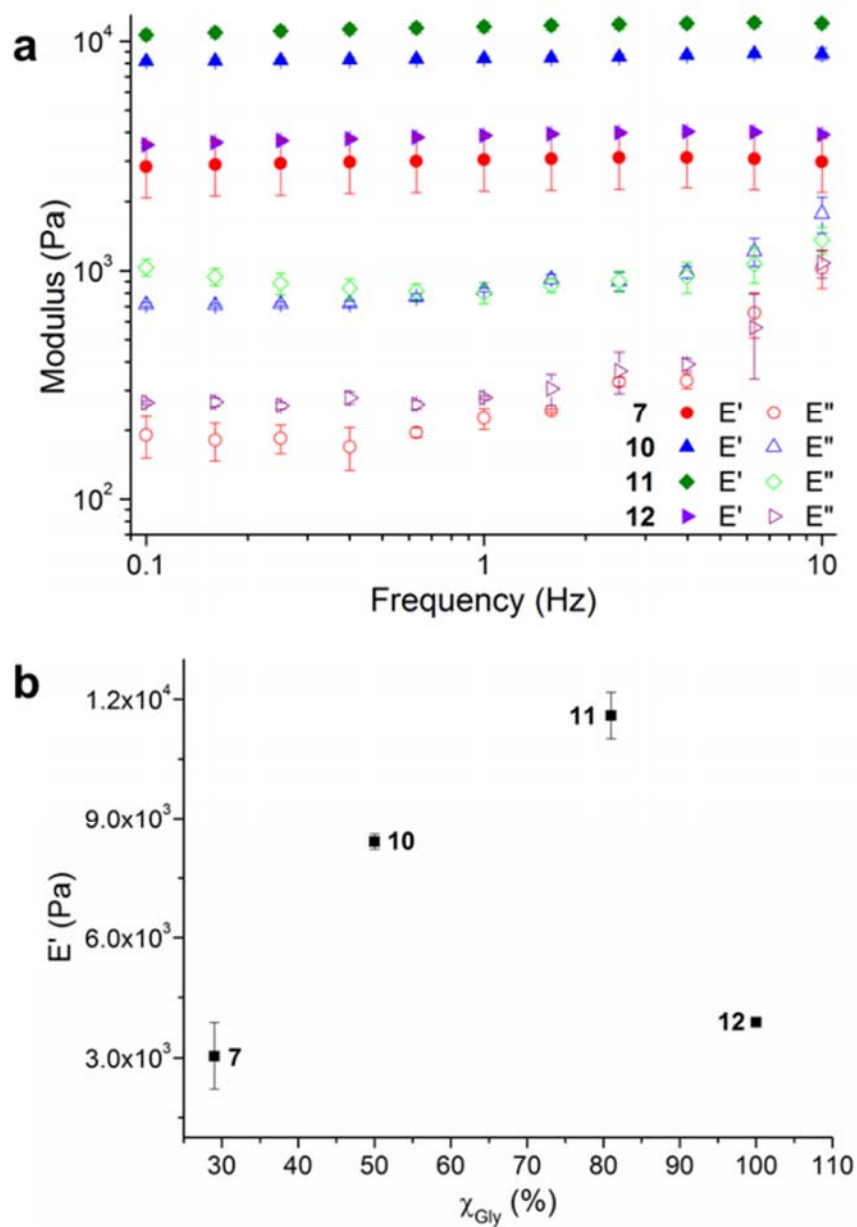 a
10⁴
10³
10²
Modulus (Pa)
7 E' E"
10 E' E"
11 E' E"
12 E' E"
0.1 1 10
Frequency (Hz)
b
1.2x10⁴
9.0x10³
6.0x10³
3.0x10³
E' (Pa)
11
10
12
7
30 40 50 60 70 80 90 100 110
χGly (%)